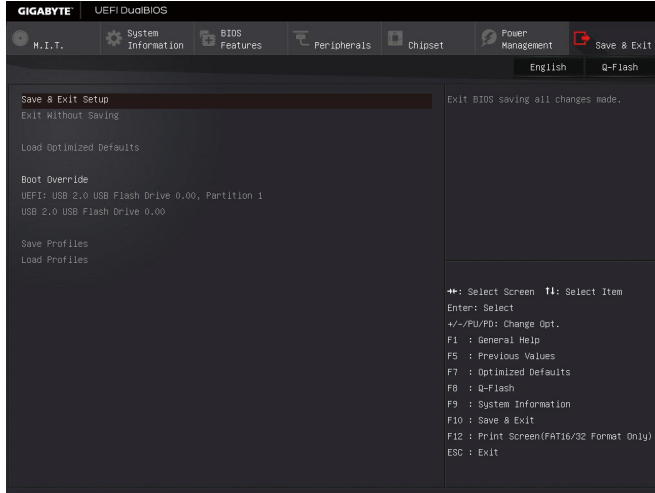 GIGABYTE™ UEFI DualBIOS
M.I.T.
System Information
BIOS Features
Peripherals
Chipset
Power Management
Save & Exit
English
Q-Flash
Save & Exit Setup
Exit Without Saving
Load Optimized Defaults
Boot Override
UEFI: USB 2.0 USB Flash Drive 0.00, Partition 1
USB 2.0 USB Flash Drive 0.00
Save Profiles
Load Profiles
Exit BIOS saving all changes made.
→←: Select Screen ↑↓: Select Item
Enter: Select
+/-/PU/PD: Change Opt.
F1 : General Help
F5 : Previous Values
F7 : Optimized Defaults
F8 : Q-Flash
F9 : System Information
F10 : Save & Exit
F12 : Print Screen(FAT16/32 Format Only)
ESC : Exit